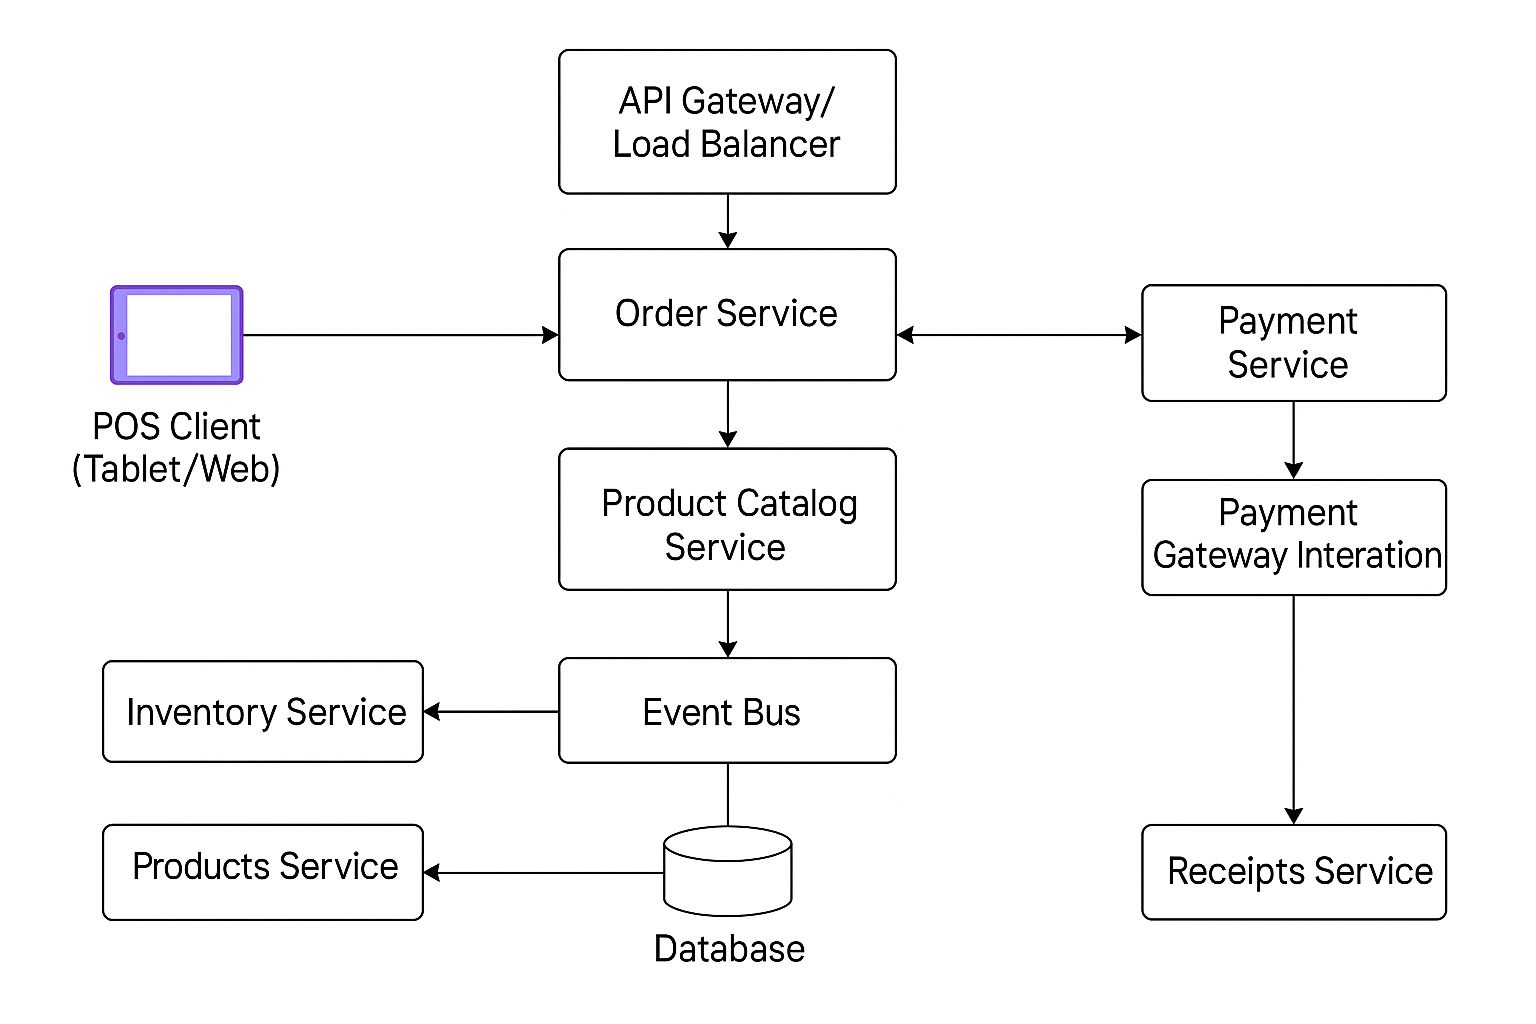 API Gateway/
Load Balancer
Order Service
Payment
Service
POS Client
(Tablet/Web)
Product Catalog
Service
Payment
Gateway Interation
Inventory Service
Event Bus
Products Service
Receipts Service
Database